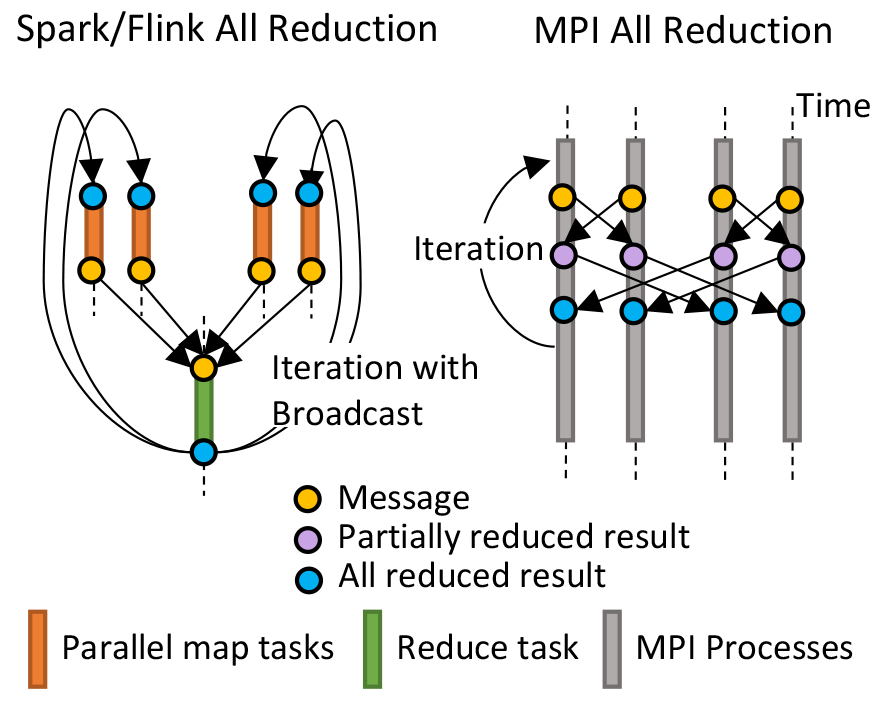 Spark/Flink All Reduction
MPI All Reduction
Time
Iteration
Iteration with
Broadcast
Message
Partially reduced result
All reduced result
Parallel map tasks
Reduce task
MPI Processes